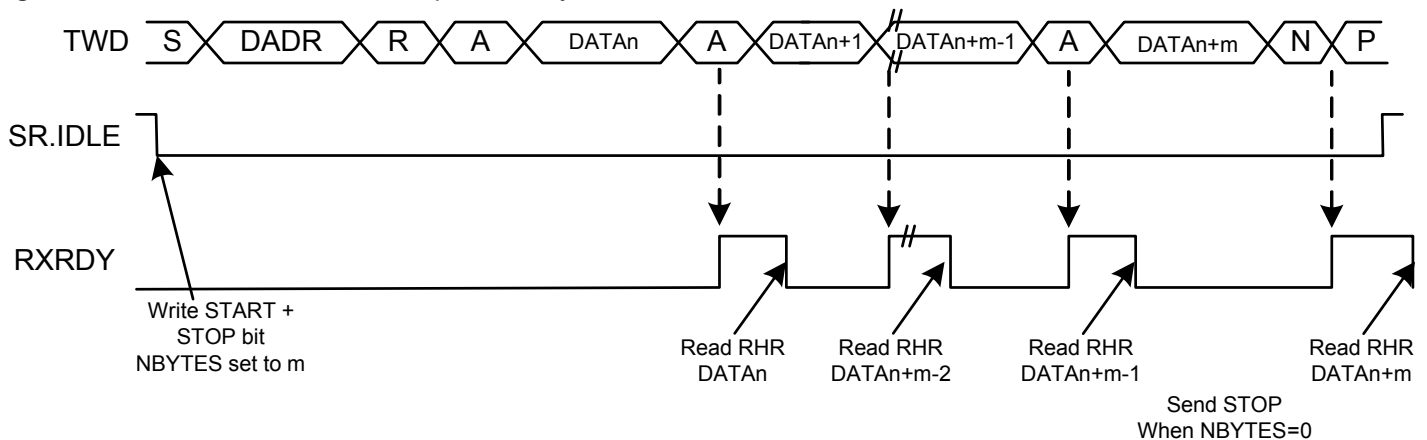 TWD S DADR R A DATAn A DATAn+1 DATAn+m-1 A DATAn+m N P
SR.IDLE
RXRDY
Write START +
STOP bit
NBYTES set to m
Read RHR
DATAn
Read RHR
DATAn+m-2
Read RHR
DATAn+m-1
Send STOP
When NBYTES=0
Read RHR
DATAn+m